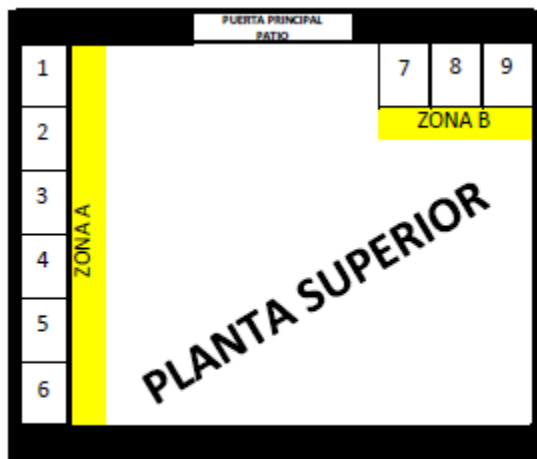 PUERTA PRINCIPAL
PATIO
1
7 8 9
2
ZONA B
3
ZONA A
4
PLANTA SUPERIOR
5
6